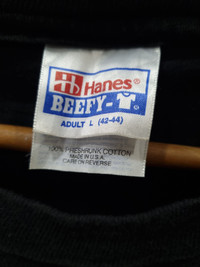 Hanes®
BEEFY-T®
ADULT L (42-44)
100% PRESHRUNK COTTON
MADE IN U.S.A.
CARE ON REVERSE